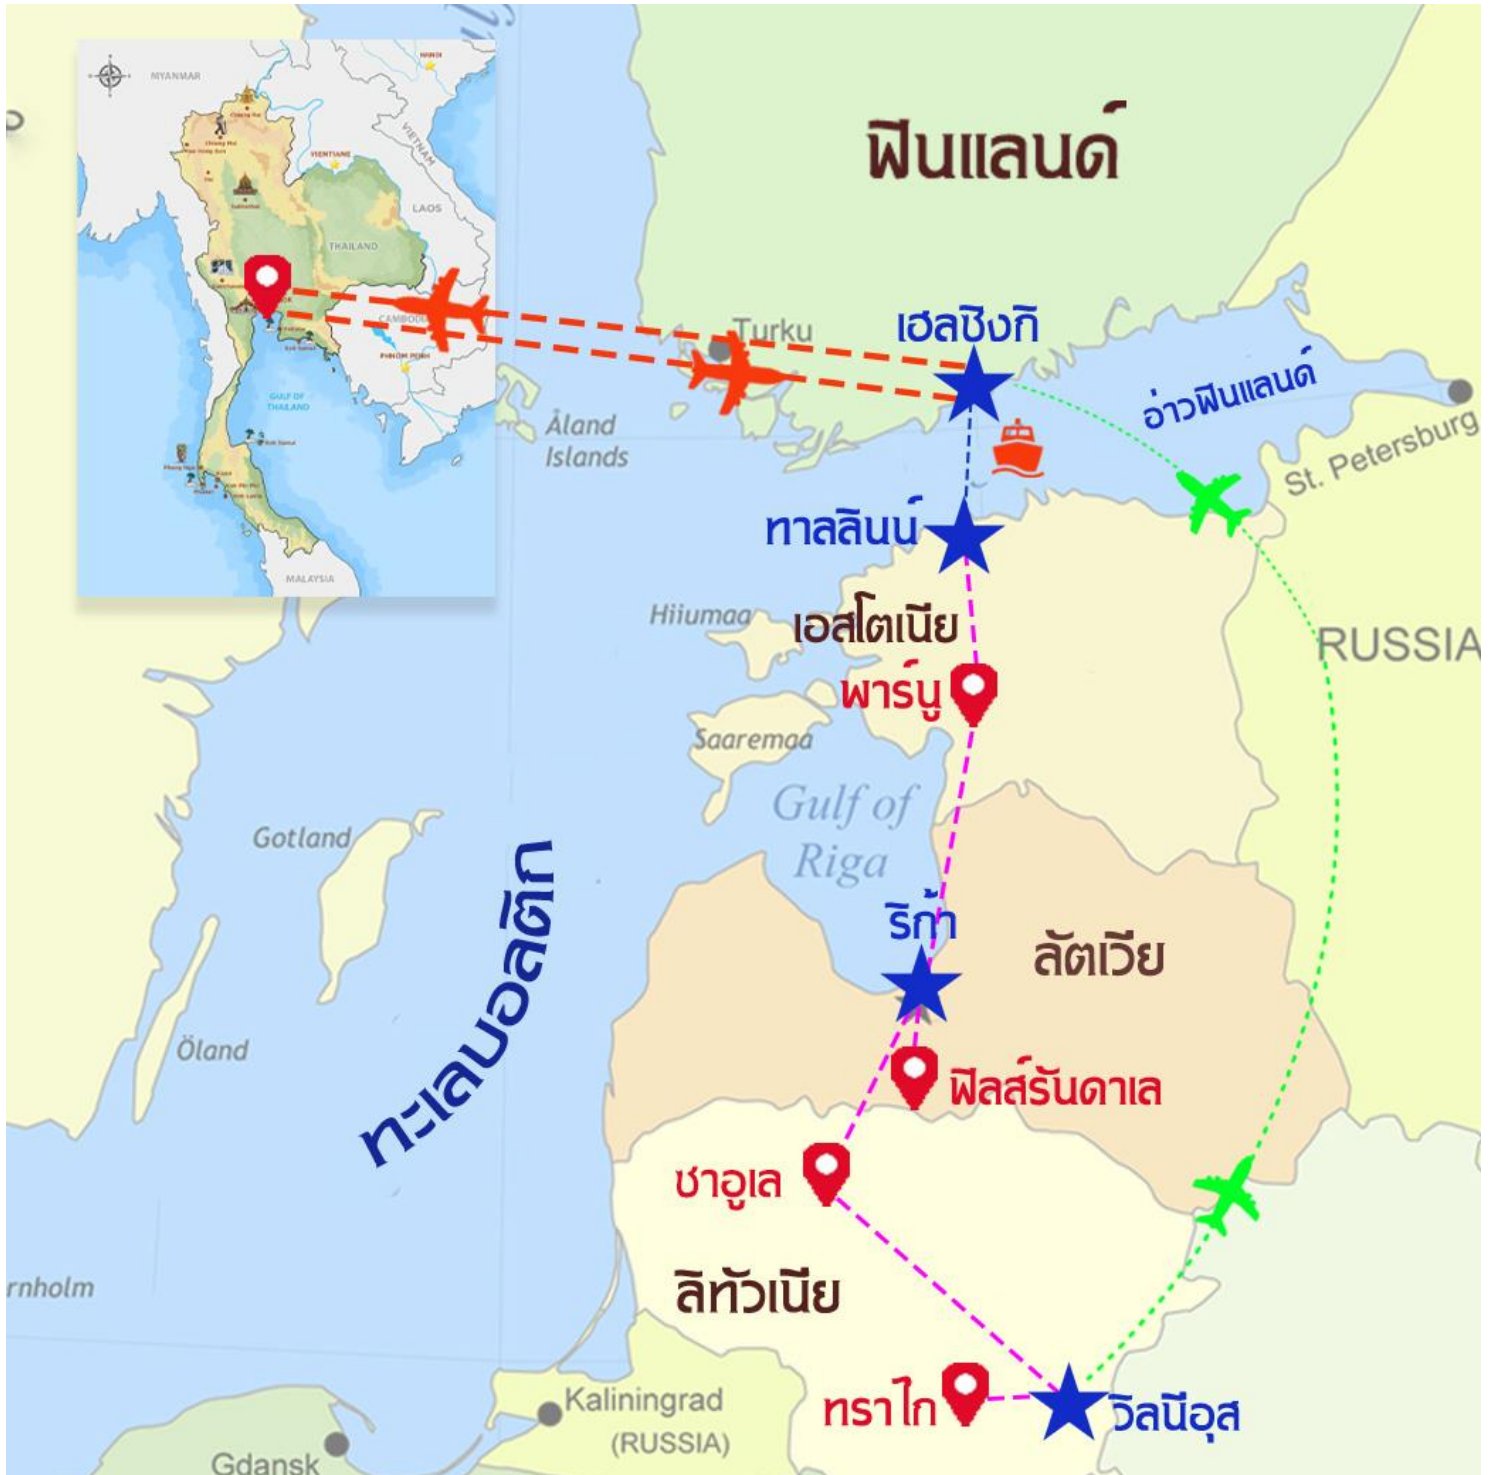 HANOI
MYANMAR
VIETNAM
VIENTIANE
LAOS
THAILAND
CAMBODIA
PHNOM PENH
GULF OF
THAILAND
MALAYSIA
ฟินแลนด์
Turku
เฮลซิงกิ
อ่าวฟินแลนด์
Åland
Islands
St. Petersburg
ทาลลินน์
Hiiumaa
เอสโตเนีย
RUSSIA
พาร์นู
Saaremaa
Gulf of
Riga
Gotland
ทะเลบอลติก
ริก้า
ลัตเวีย
Öland
ฟิลส์รันดาเล
ซาอูเล
rnholm
ลิทัวเนีย
Kaliningrad
(RUSSIA)
ทราไก
วิลนีอุส
Gdansk